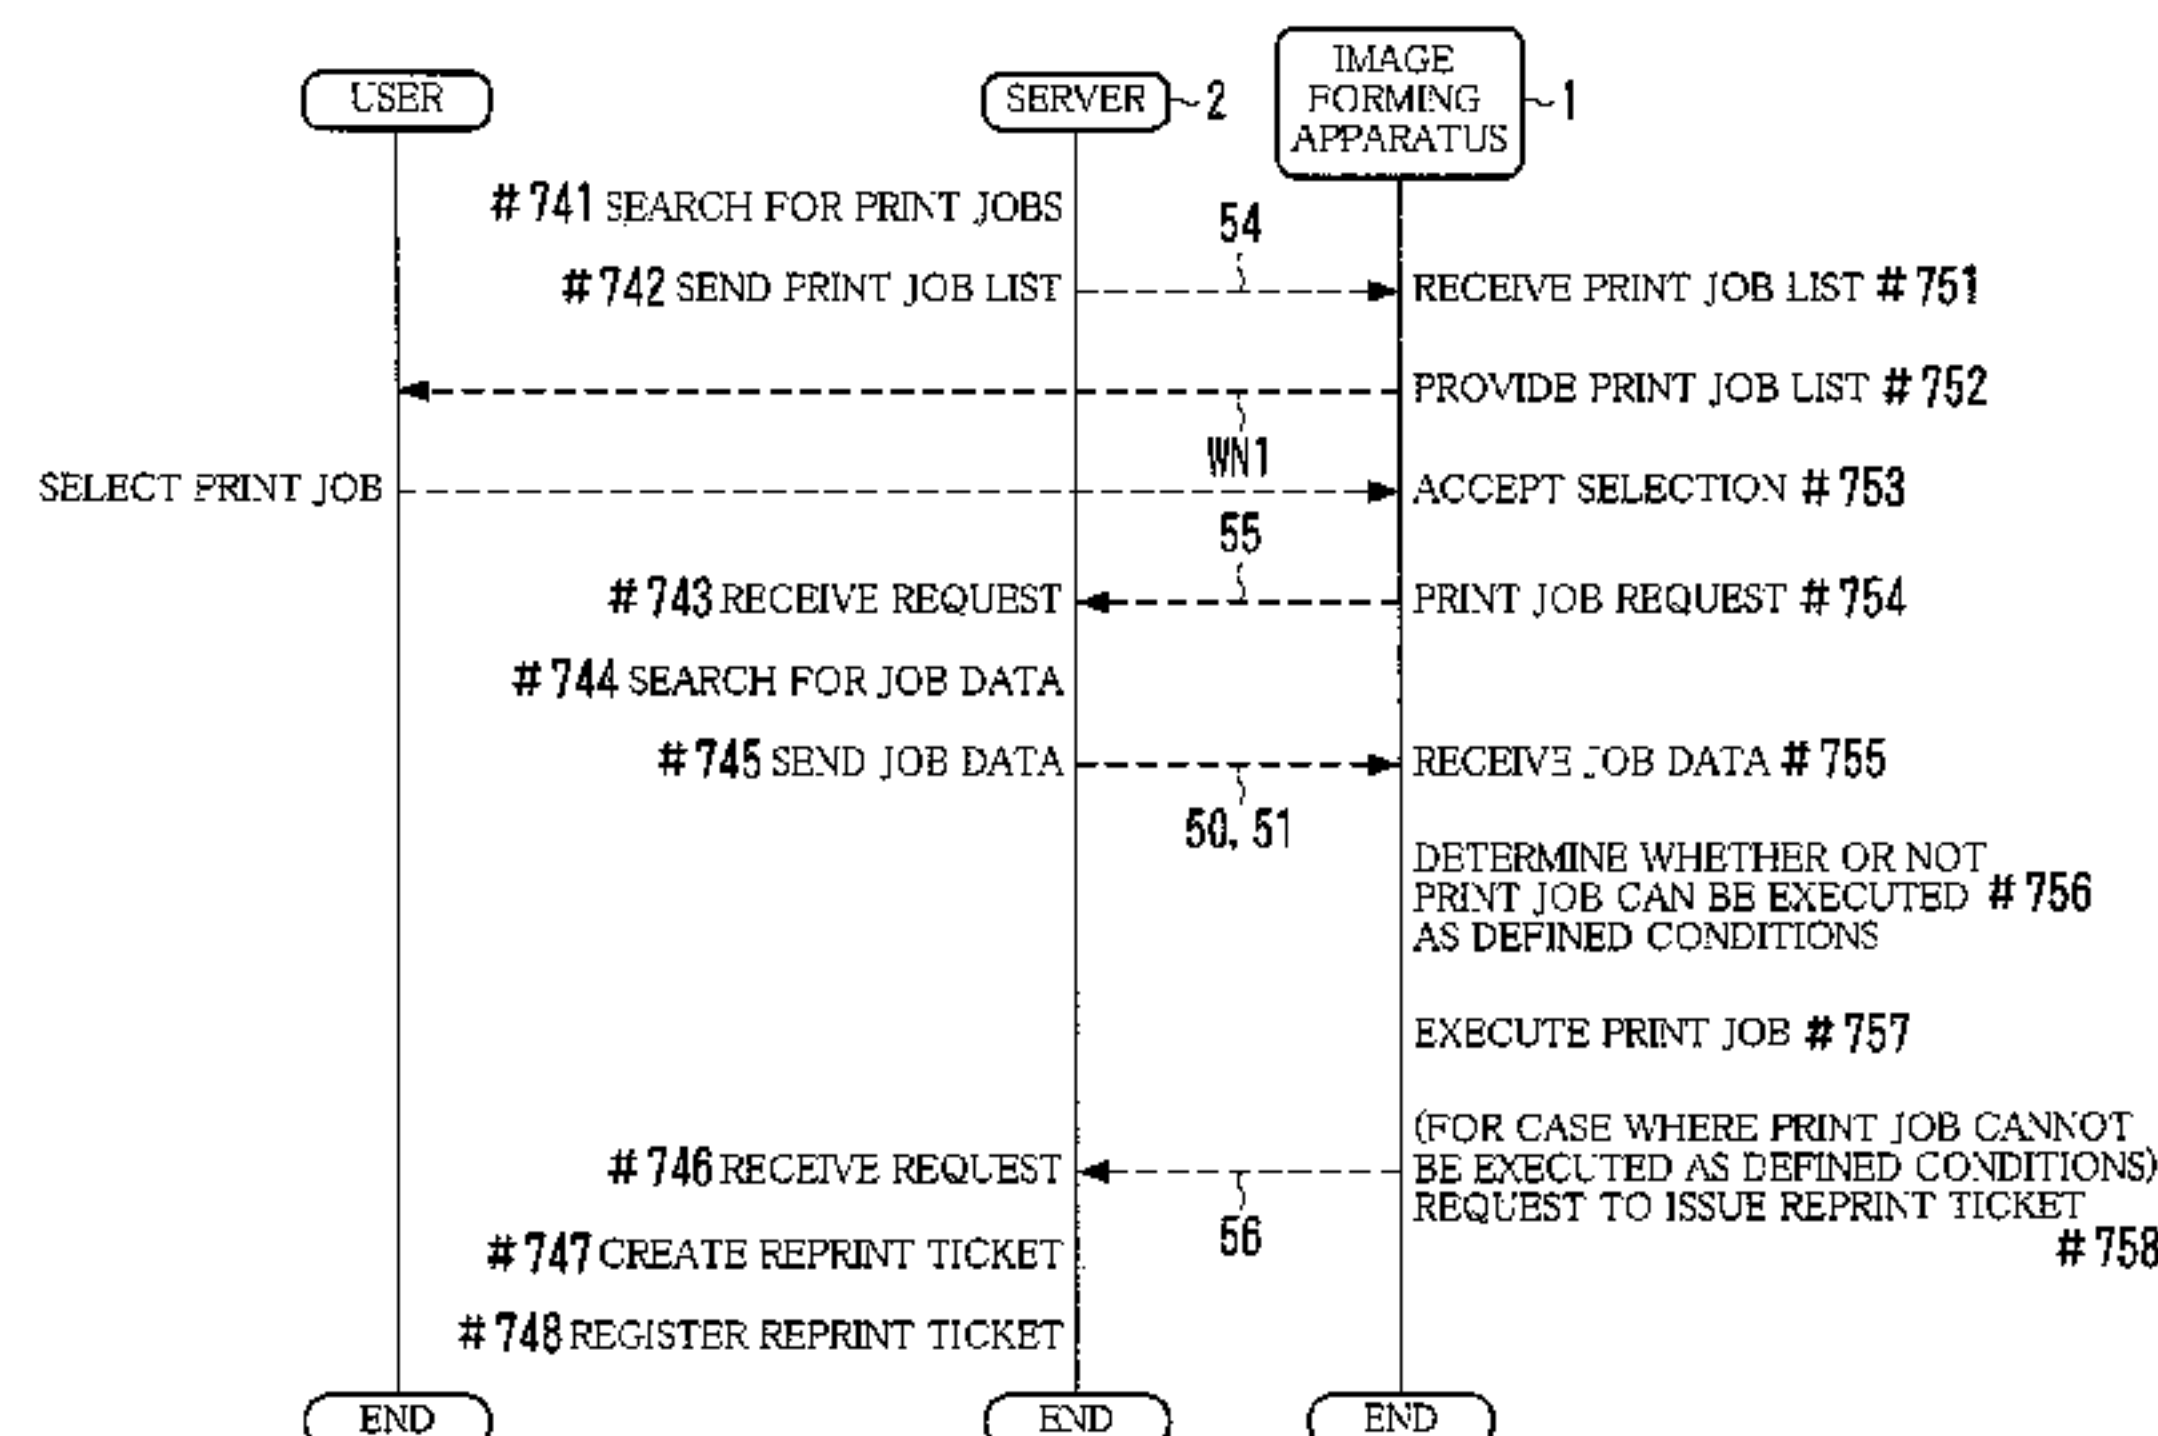 USER
SERVER ~2
IMAGE
FORMING
APPARATUS
~1
#741 SEARCH FOR PRINT JOBS
54
#742 SEND PRINT JOB LIST
RECEIVE PRINT JOB LIST #751
PROVIDE PRINT JOB LIST #752
WN1
SELECT PRINT JOB
ACCEPT SELECTION #753
55
#743 RECEIVE REQUEST
PRINT JOB REQUEST #754
#744 SEARCH FOR JOB DATA
#745 SEND JOB DATA
RECEIVE JOB DATA #755
50, 51
DETERMINE WHETHER OR NOT
PRINT JOB CAN BE EXECUTED #756
AS DEFINED CONDITIONS
EXECUTE PRINT JOB #757
(FOR CASE WHERE PRINT JOB CANNOT
BE EXECUTED AS DEFINED CONDITIONS)
REQUEST TO ISSUE REPRINT TICKET
#758
#746 RECEIVE REQUEST
56
#747 CREATE REPRINT TICKET
#748 REGISTER REPRINT TICKET
END
END
END